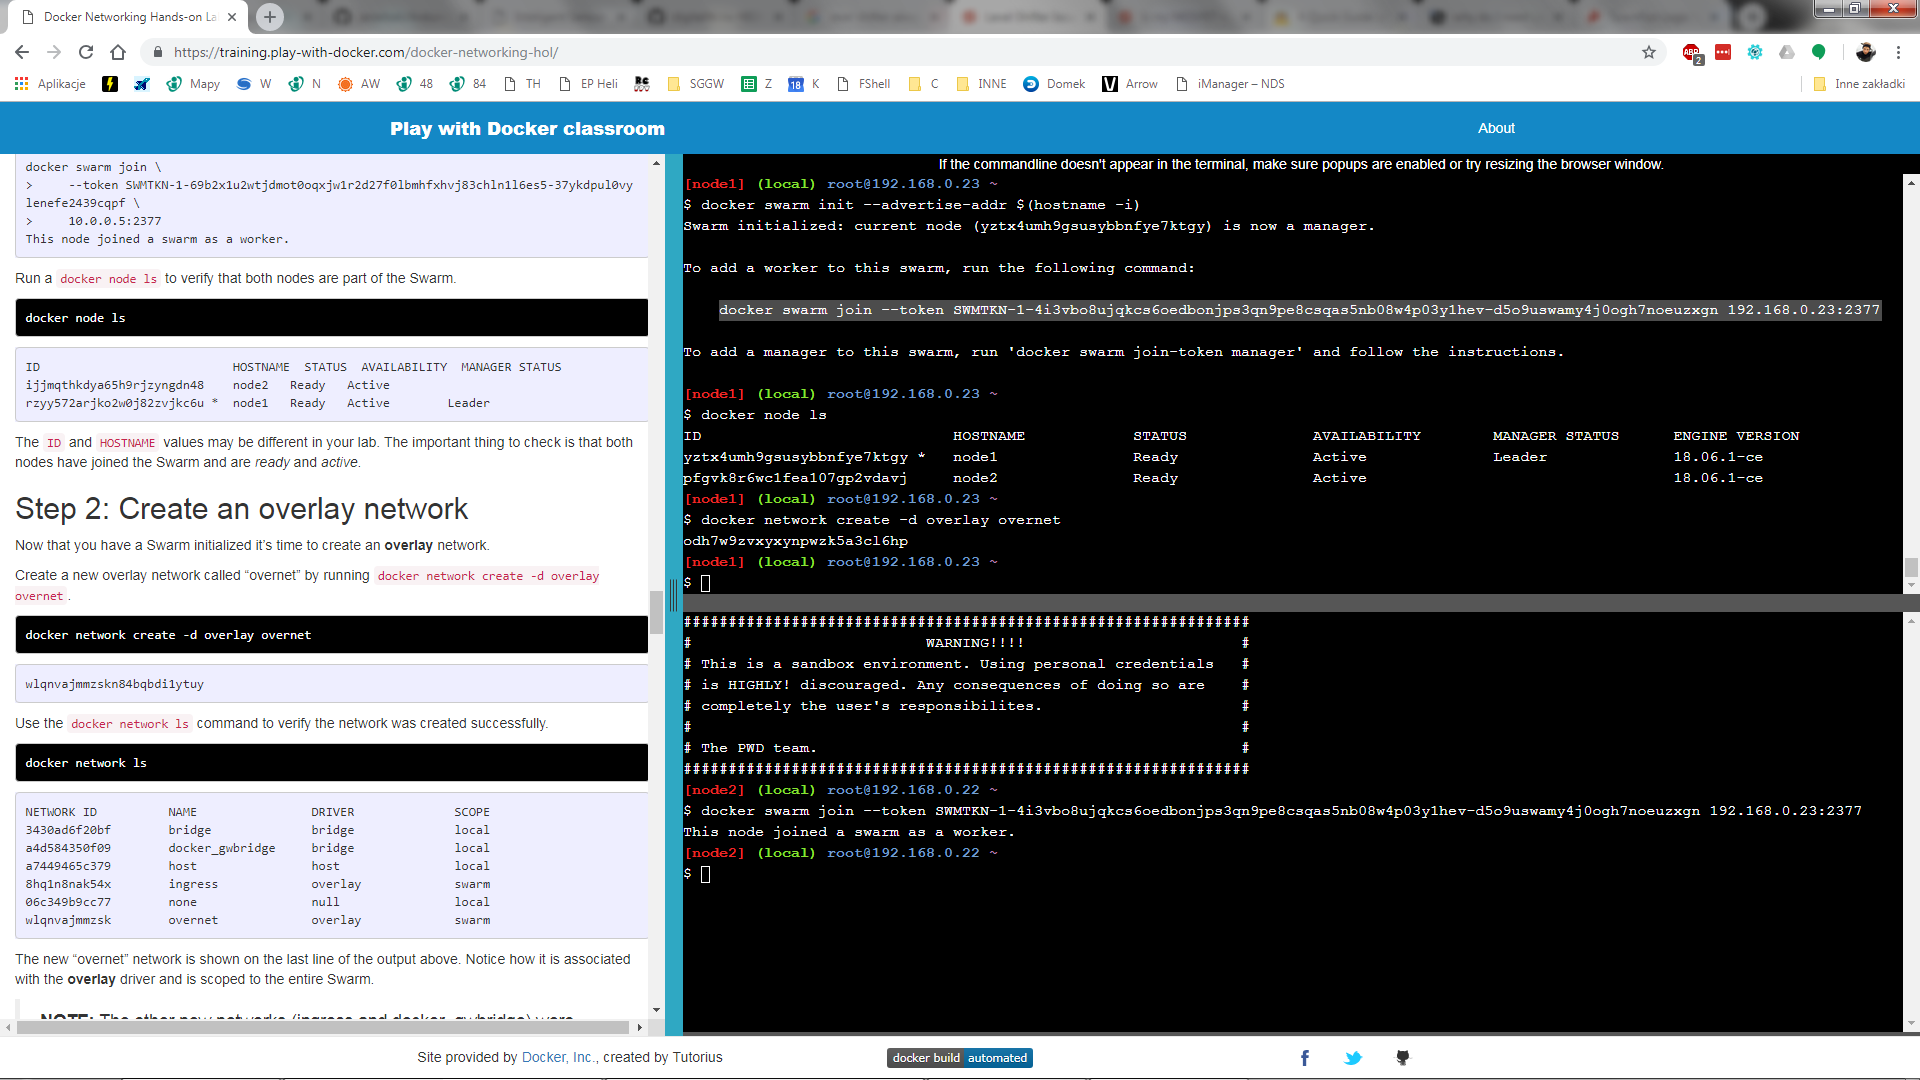 Docker Networking Hands-on La
https://training.play-with-docker.com/docker-networking-hol/
2
Aplikacje Mapy W N AW 48 84 TH EP Heli RC SGGW Z 18 K FShell C INNE Domek V Arrow iManager – NDS Inne zakładki
Play with Docker classroom
About
docker swarm join \
>     --token SWMTKN-1-69b2x1u2wtjdmot0oqxjw1r2d27f0lbmhfxhvj83chln1l6es5-37ykdpul0vy
lenefe2439cqpf \
>     10.0.0.5:2377
This node joined a swarm as a worker.
Run a docker node ls to verify that both nodes are part of the Swarm.
docker node ls
ID HOSTNAME STATUS AVAILABILITY MANAGER STATUS
ijjmqthkdya65h9rjzyngdn48 node2 Ready Active
rzyy572arjko2w0j82zvjkc6u * node1 Ready Active Leader
The ID and HOSTNAME values may be different in your lab. The important thing to check is that both
nodes have joined the Swarm and are ready and active.
Step 2: Create an overlay network
Now that you have a Swarm initialized it’s time to create an overlay network.
Create a new overlay network called “overnet” by running docker network create -d overlay
overnet .
docker network create -d overlay overnet
wlqnvajmmzskn84bqbdi1ytuy
Use the docker network ls command to verify the network was created successfully.
docker network ls
NETWORK ID NAME DRIVER SCOPE
3430ad6f20bf bridge bridge local
a4d584350f09 docker_gwbridge bridge local
a7449465c379 host host local
8hq1n8nak54x ingress overlay swarm
06c349b9cc77 none null local
wlqnvajmmzsk overnet overlay swarm
The new “overnet” network is shown on the last line of the output above. Notice how it is associated
with the overlay driver and is scoped to the entire Swarm.
NOTE: The other new networks (ingress and docker_gwbridge) were
If the commandline doesn't appear in the terminal, make sure popups are enabled or try resizing the browser window.
[node1] (local) root@192.168.0.23 ~
$ docker swarm init --advertise-addr $(hostname -i)
Swarm initialized: current node (yztx4umh9gsusybbnfye7ktgy) is now a manager.
To add a worker to this swarm, run the following command:
docker swarm join --token SWMTKN-1-4i3vbo8ujqkcs6oedbonjps3qn9pe8csqas5nb08w4p03y1hev-d5o9uswamy4j0ogh7noeuzxgn 192.168.0.23:2377
To add a manager to this swarm, run 'docker swarm join-token manager' and follow the instructions.
[node1] (local) root@192.168.0.23 ~
$ docker node ls
ID HOSTNAME STATUS AVAILABILITY MANAGER STATUS ENGINE VERSION
yztx4umh9gsusybbnfye7ktgy * node1 Ready Active Leader 18.06.1-ce
pfgvk8r6wc1fea107gp2vdavj node2 Ready Active 18.06.1-ce
[node1] (local) root@192.168.0.23 ~
$ docker network create -d overlay overnet
odh7w9zvxyxynpwzk5a3cl6hp
[node1] (local) root@192.168.0.23 ~
$
###############################################################
# WARNING!!!! #
# This is a sandbox environment. Using personal credentials #
# is HIGHLY! discouraged. Any consequences of doing so are #
# completely the user's responsibilites. #
# #
# The PWD team. #
###############################################################
[node2] (local) root@192.168.0.22 ~
$ docker swarm join --token SWMTKN-1-4i3vbo8ujqkcs6oedbonjps3qn9pe8csqas5nb08w4p03y1hev-d5o9uswamy4j0ogh7noeuzxgn 192.168.0.23:2377
This node joined a swarm as a worker.
[node2] (local) root@192.168.0.22 ~
$
Site provided by Docker, Inc., created by Tutorius
docker build automated